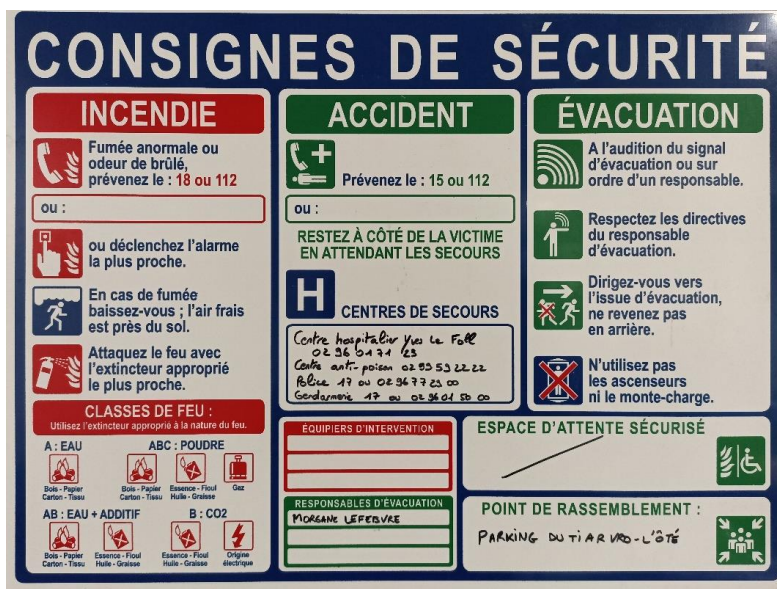 CONSIGNES DE SÉCURITÉ
INCENDIE
Fumée anormale ou
odeur de brûlé,
prévenez le : 18 ou 112
ou :
ou déclenchez l'alarme
la plus proche.
En cas de fumée
baissez-vous ; l'air frais
est près du sol.
Attaquez le feu avec
l'extincteur approprié
le plus proche.
CLASSES DE FEU :
Utilisez l'extincteur approprié à la nature du feu.
A : EAU
Bois - Papier
Carton - Tissu
ABC : POUDRE
Bois - Papier
Carton - Tissu
Essence - Fioul
Huile - Graisse
Gaz
AB : EAU + ADDITIF
Bois - Papier
Carton - Tissu
Essence - Fioul
Huile - Graisse
B : CO2
Essence - Fioul
Huile - Graisse
Origine
électrique
ACCIDENT
Prévenez le : 15 ou 112
ou :
RESTEZ À CÔTÉ DE LA VICTIME
EN ATTENDANT LES SECOURS
H
CENTRES DE SECOURS
Centre hospitalier Yves Le Foll
02 96 01 71 23
Centre anti-poison 02 99 59 22 22
Police 17 ou 02 96 77 29 00
Gendarmerie 17 ou 02 96 01 50 00
ÉQUIPIERS D'INTERVENTION
RESPONSABLES D'ÉVACUATION
MORGANE LEFEBVRE
ÉVACUATION
A l'audition du signal
d'évacuation ou sur
ordre d'un responsable.
Respectez les directives
du responsable
d'évacuation.
Dirigez-vous vers
l'issue d'évacuation,
ne revenez pas
en arrière.
N'utilisez pas
les ascenseurs
ni le monte-charge.
ESPACE D'ATTENTE SÉCURISÉ
POINT DE RASSEMBLEMENT :
PARKING DU TI AR VRO - L'ÔTÉ